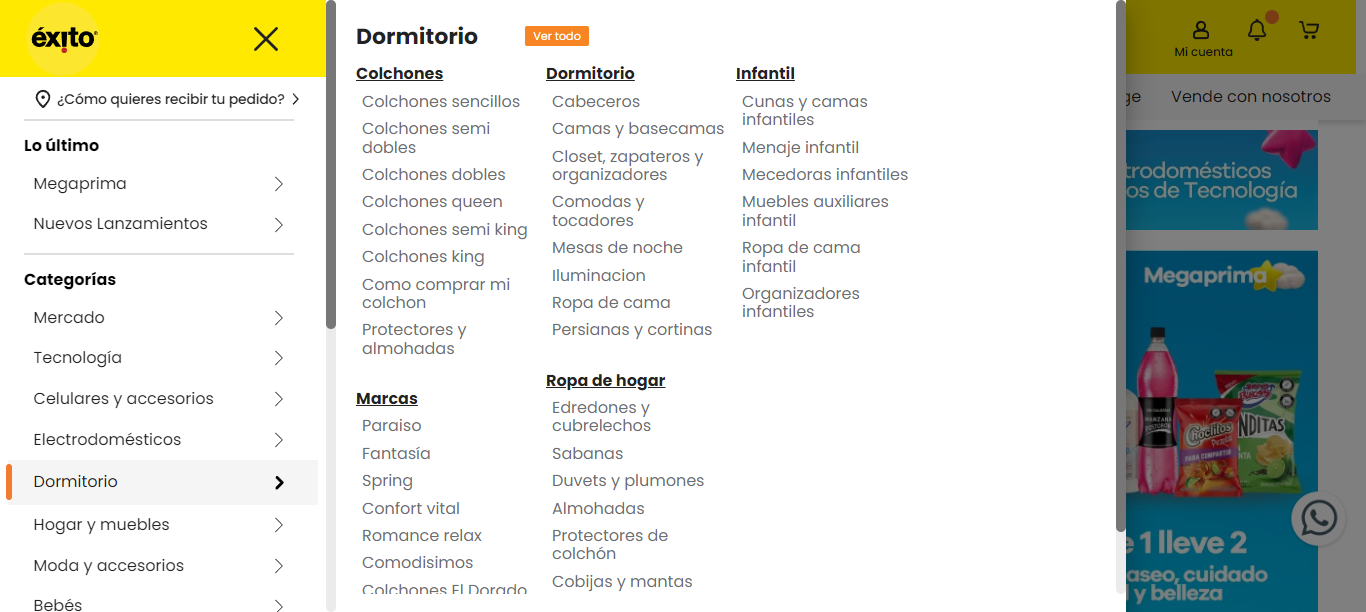 éxito
¿Cómo quieres recibir tu pedido?
Lo último
Megaprima
Nuevos Lanzamientos
Categorías
Mercado
Tecnología
Celulares y accesorios
Electrodomésticos
Dormitorio
Hogar y muebles
Moda y accesorios
Bebés
Dormitorio
Ver todo
Colchones
Colchones sencillos
Colchones semi
dobles
Colchones dobles
Colchones queen
Colchones semi king
Colchones king
Como comprar mi
colchon
Protectores y
almohadas
Marcas
Paraiso
Fantasía
Spring
Confort vital
Romance relax
Comodisimos
Colchones El Dorado
Dormitorio
Cabeceros
Camas y basecamas
Closet, zapateros y
organizadores
Comodas y
tocadores
Mesas de noche
Iluminacion
Ropa de cama
Persianas y cortinas
Ropa de hogar
Edredones y
cubrelechos
Sabanas
Duvets y plumones
Almohadas
Protectores de
colchón
Cobijas y mantas
Infantil
Cunas y camas
infantiles
Menaje infantil
Mecedoras infantiles
Muebles auxiliares
infantil
Ropa de cama
infantil
Organizadores
infantiles
Mi cuenta
ge
Vende con nosotros
trodomésticos
os de Tecnología
Megaprima
MANZANA
POSTOBÓN
Choclitos
PARA COMPARTIR
NDITAS
e 1 lleve 2
aseo, cuidado
l y belleza